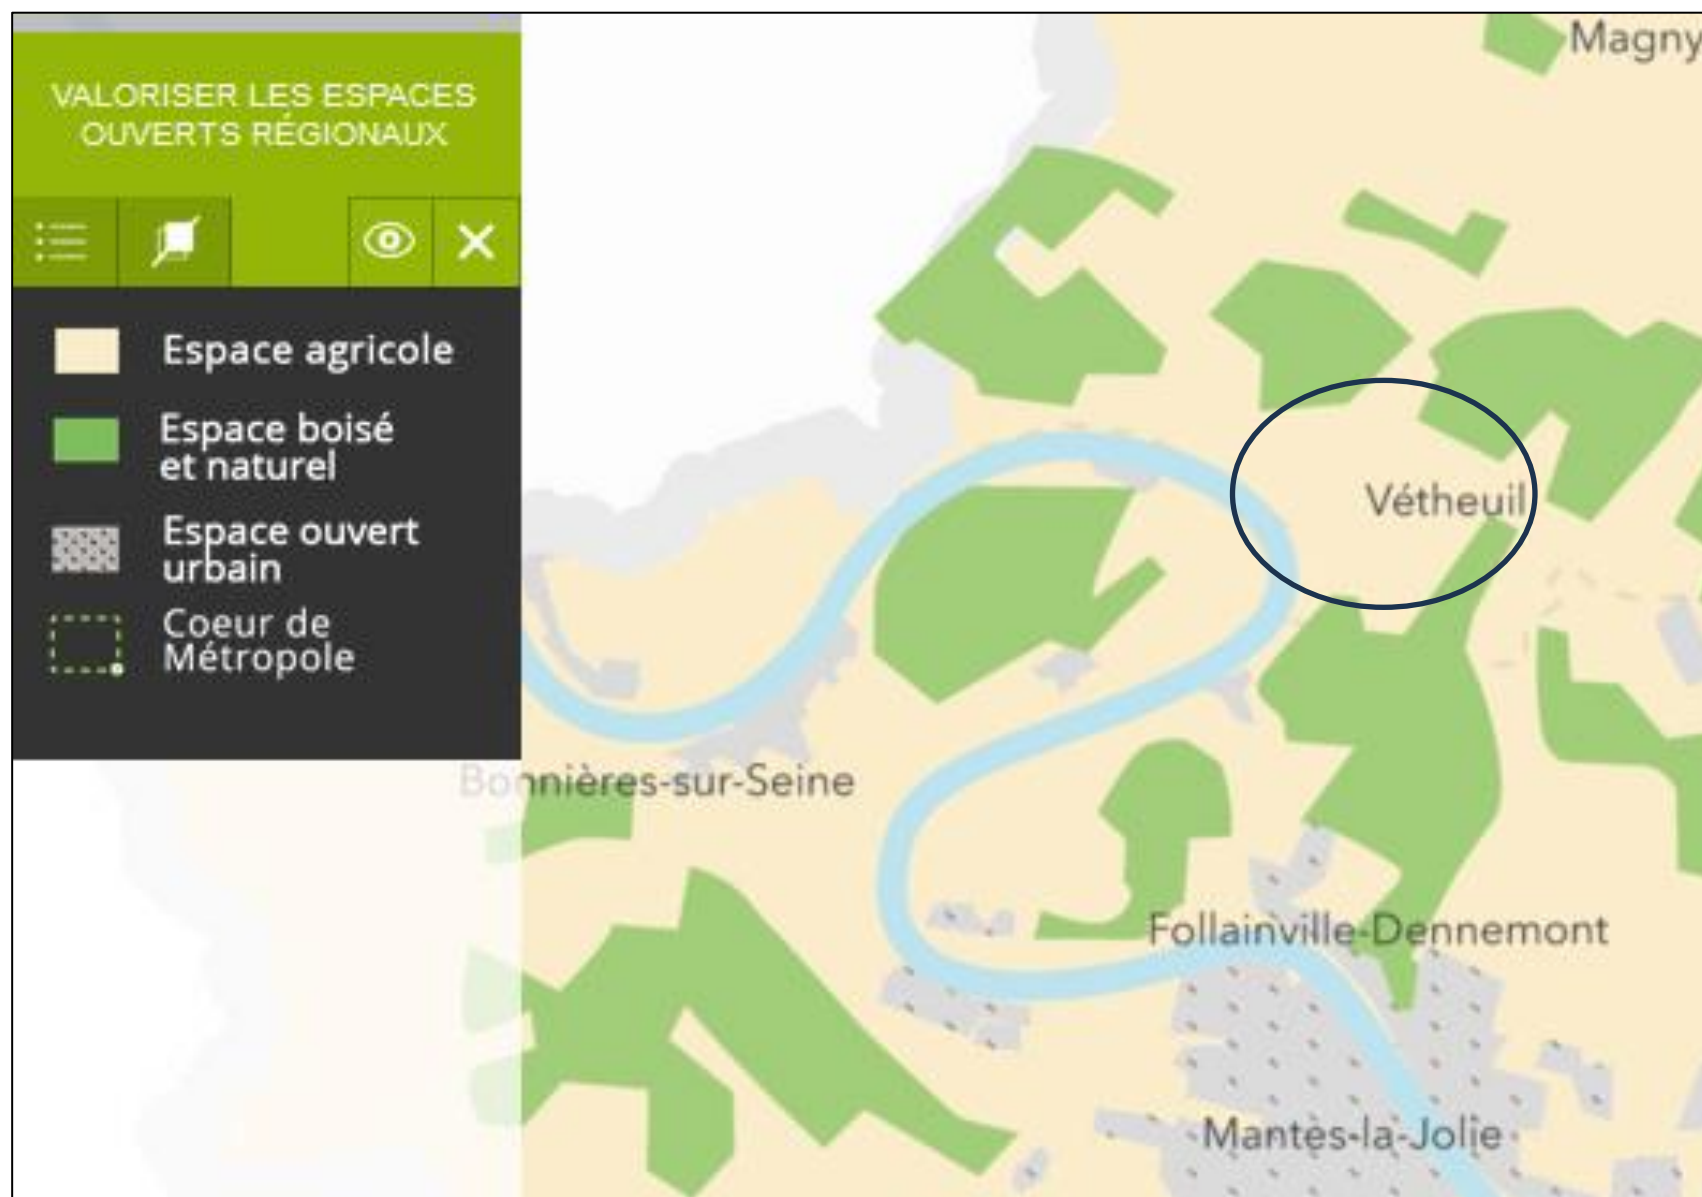 VALORISER LES ESPACES
OUVERTS RÉGIONAUX
Espace agricole
Espace boisé
et naturel
Espace ouvert
urbain
Coeur de
Métropole
Magny
Vétheuil
Bonnières-sur-Seine
Follainville-Dennemont
Mantes-la-Jolie